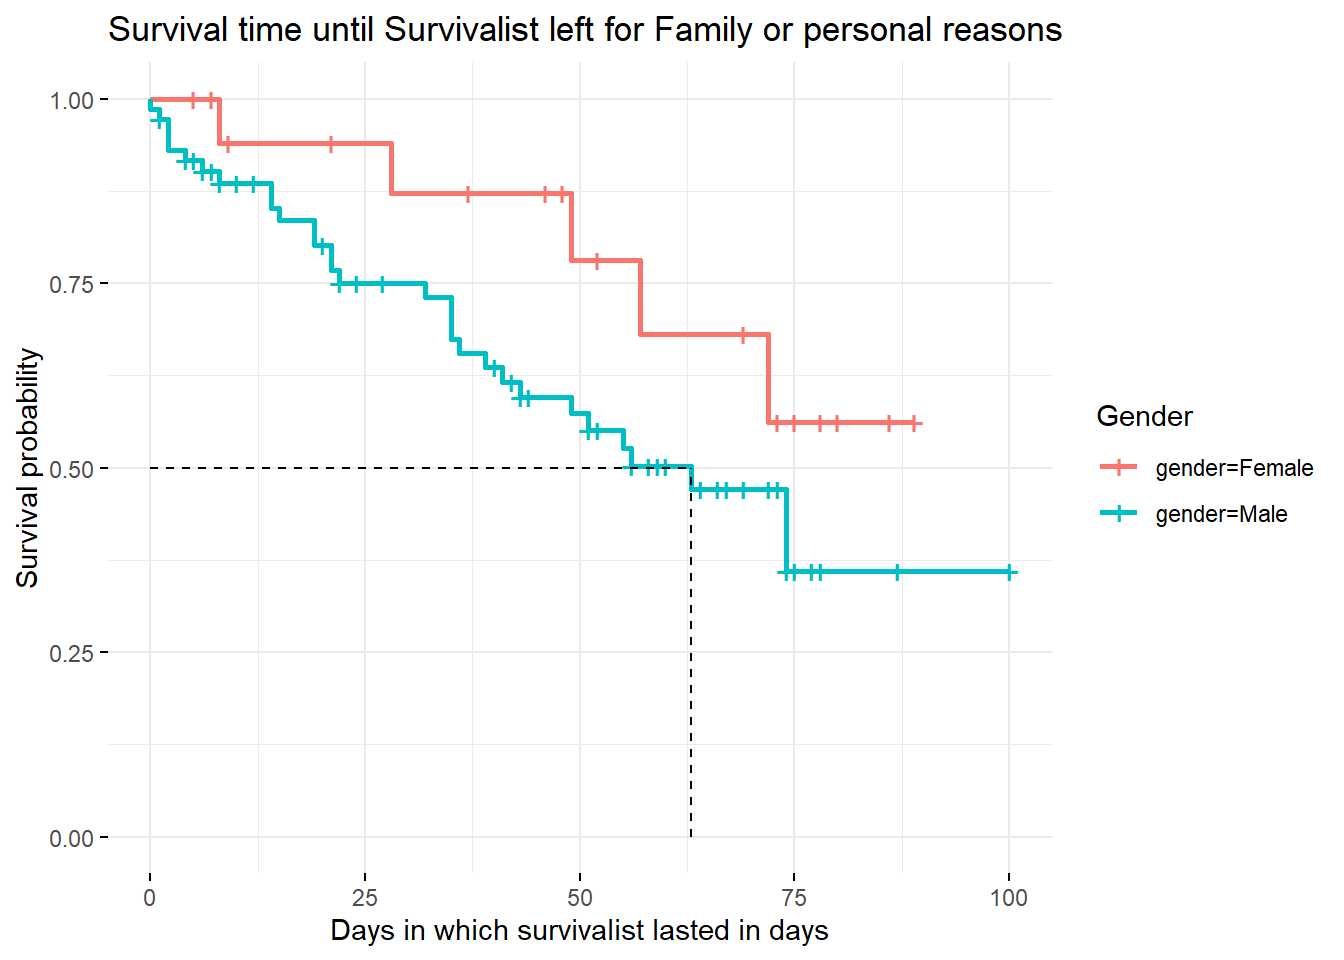 Survival time until Survivalist left for Family or personal reasons
Survival probability
1.00
0.75
0.50
0.25
0.00
0 25 50 75 100
Days in which survivalist lasted in days
Gender
gender=Female
gender=Male